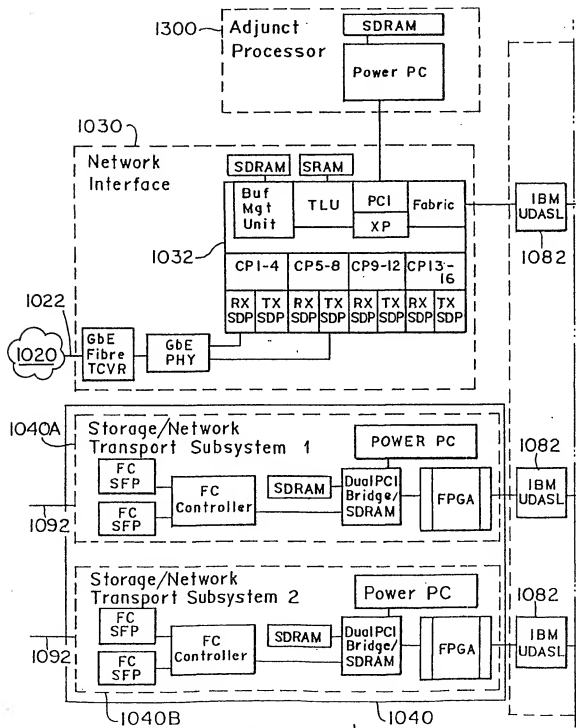 1300
Adjunct
Processor
SDRAM
Power PC
1030
Network
Interface
SDRAM
SRAM
Buf
Mgt
Unit
TLU
PCI
XP
Fabric
1032
CP1-4
CP5-8
CP9-12
CP13-
16
RX
SDP
TX
SDP
RX
SDP
TX
SDP
RX
SDP
TX
SDP
RX
SDP
TX
SDP
IBM
UDASL
1082
1022
1020
GbE
Fibre
TCVR
GbE
PHY
1040A
Storage/Network
Transport Subsystem 1
POWER PC
FC
SFP
FC
SFP
FC
Controller
SDRAM
Dual PCI
Bridge/
SDRAM
FPGA
1082
IBM
UDASL
1092
Storage/Network
Transport Subsystem 2
Power PC
FC
SFP
FC
SFP
FC
Controller
SDRAM
Dual PCI
Bridge/
SDRAM
FPGA
1082
IBM
UDASL
1092
1040B
1040